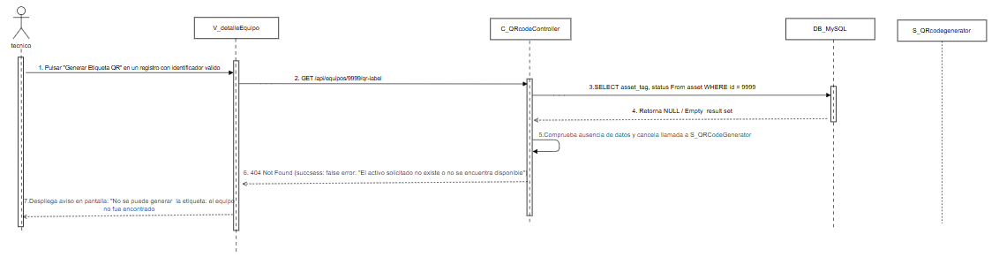 tecnico
V_detalleEquipo
C_QRcodeController
DB_MySQL
S_QRcodegenerator
1. Pulsar "Generar Etiqueta QR" en un registro con identificador valido
2. GET /api/equipos/9999/qr-label
3.SELECT asset_tag, status From asset WHERE id = 9999
4. Retorna NULL / Empty result set
5.Comprueba ausencia de datos y cancela llamada a S_QRCodeGenerator
6. 404 Not Found (succsess: false error: "El activo solicitado no existe o no se encuentra disponible"
7.Despliega aviso en pantalla: "No se puede generar la etiqueta: el equipo
no fue encontrado